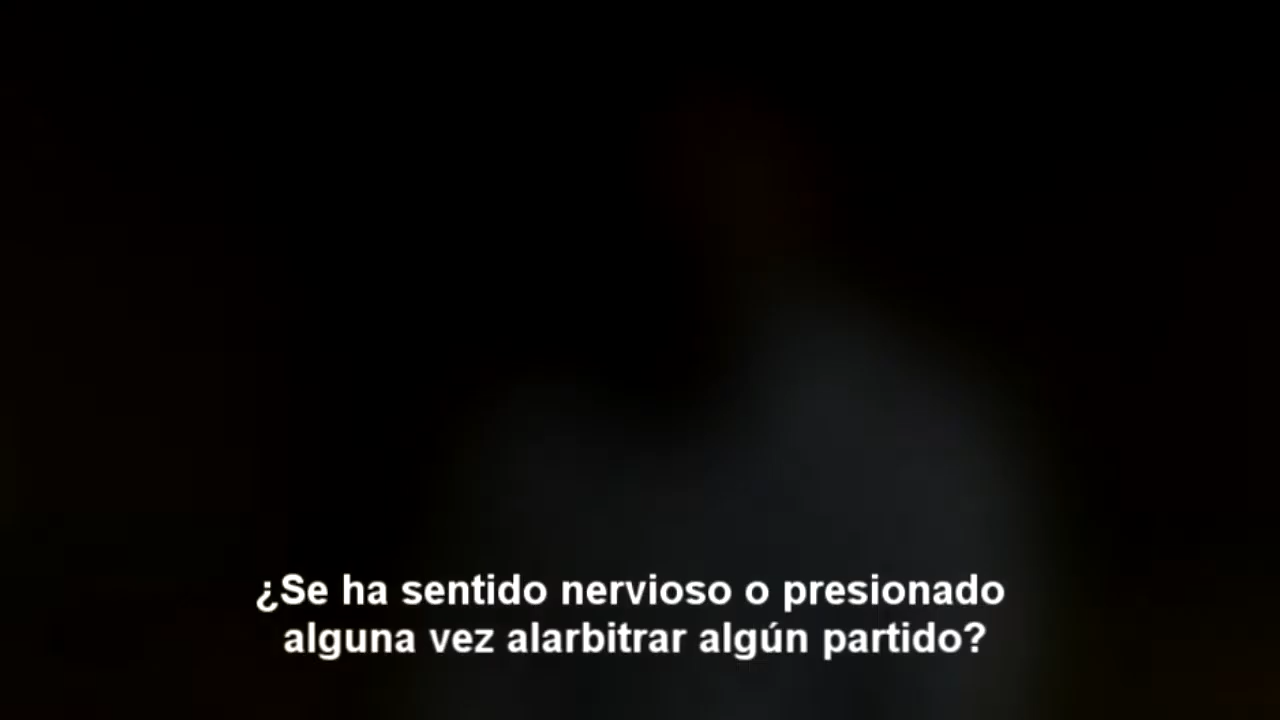 ¿Se ha sentido nervioso o presionado
alguna vez alarbitrar algún partido?